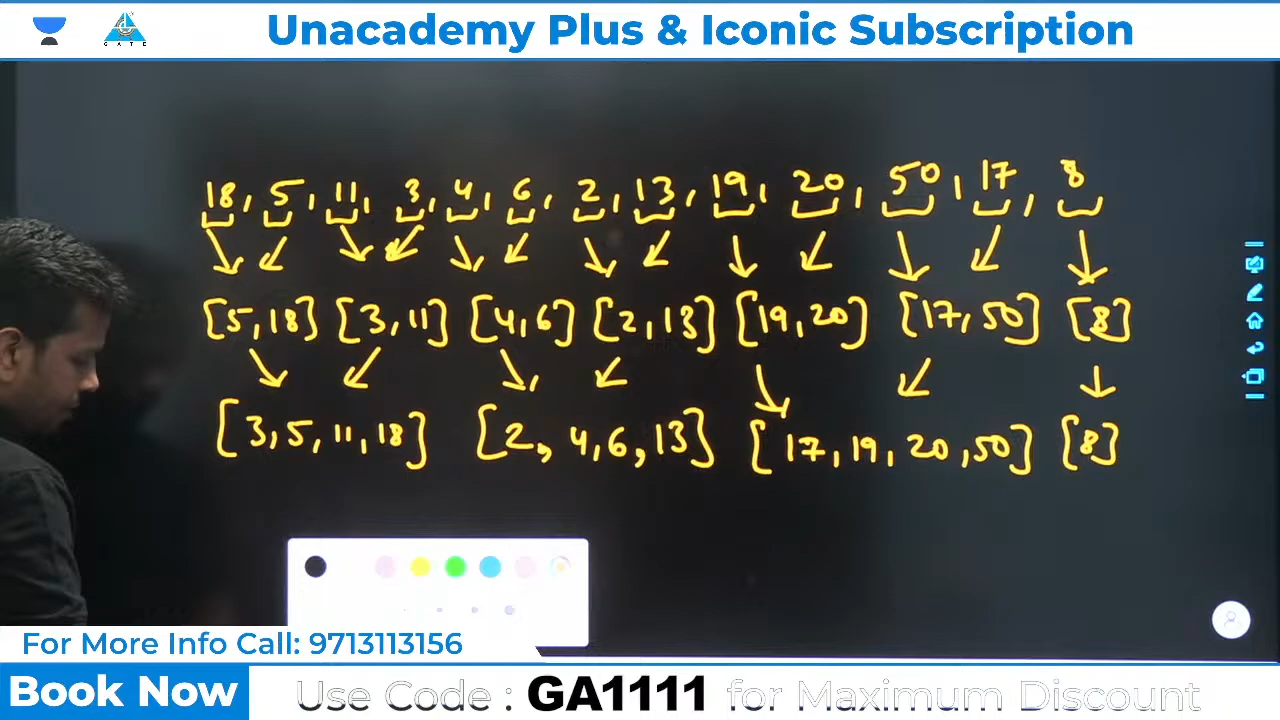 Unacademy Plus & Iconic Subscription
GATE
18, 5, 11, 3, 4, 6, 2, 13, 19, 20, 50, 17, 8
[5, 18] [3, 11] [4, 6] [2, 13] [19, 20] [17, 50] [8]
[3, 5, 11, 18] [2, 4, 6, 13] [17, 19, 20, 50] [8]
For More Info Call: 9713113156
Book Now Use Code : GA1111 for Maximum Discount